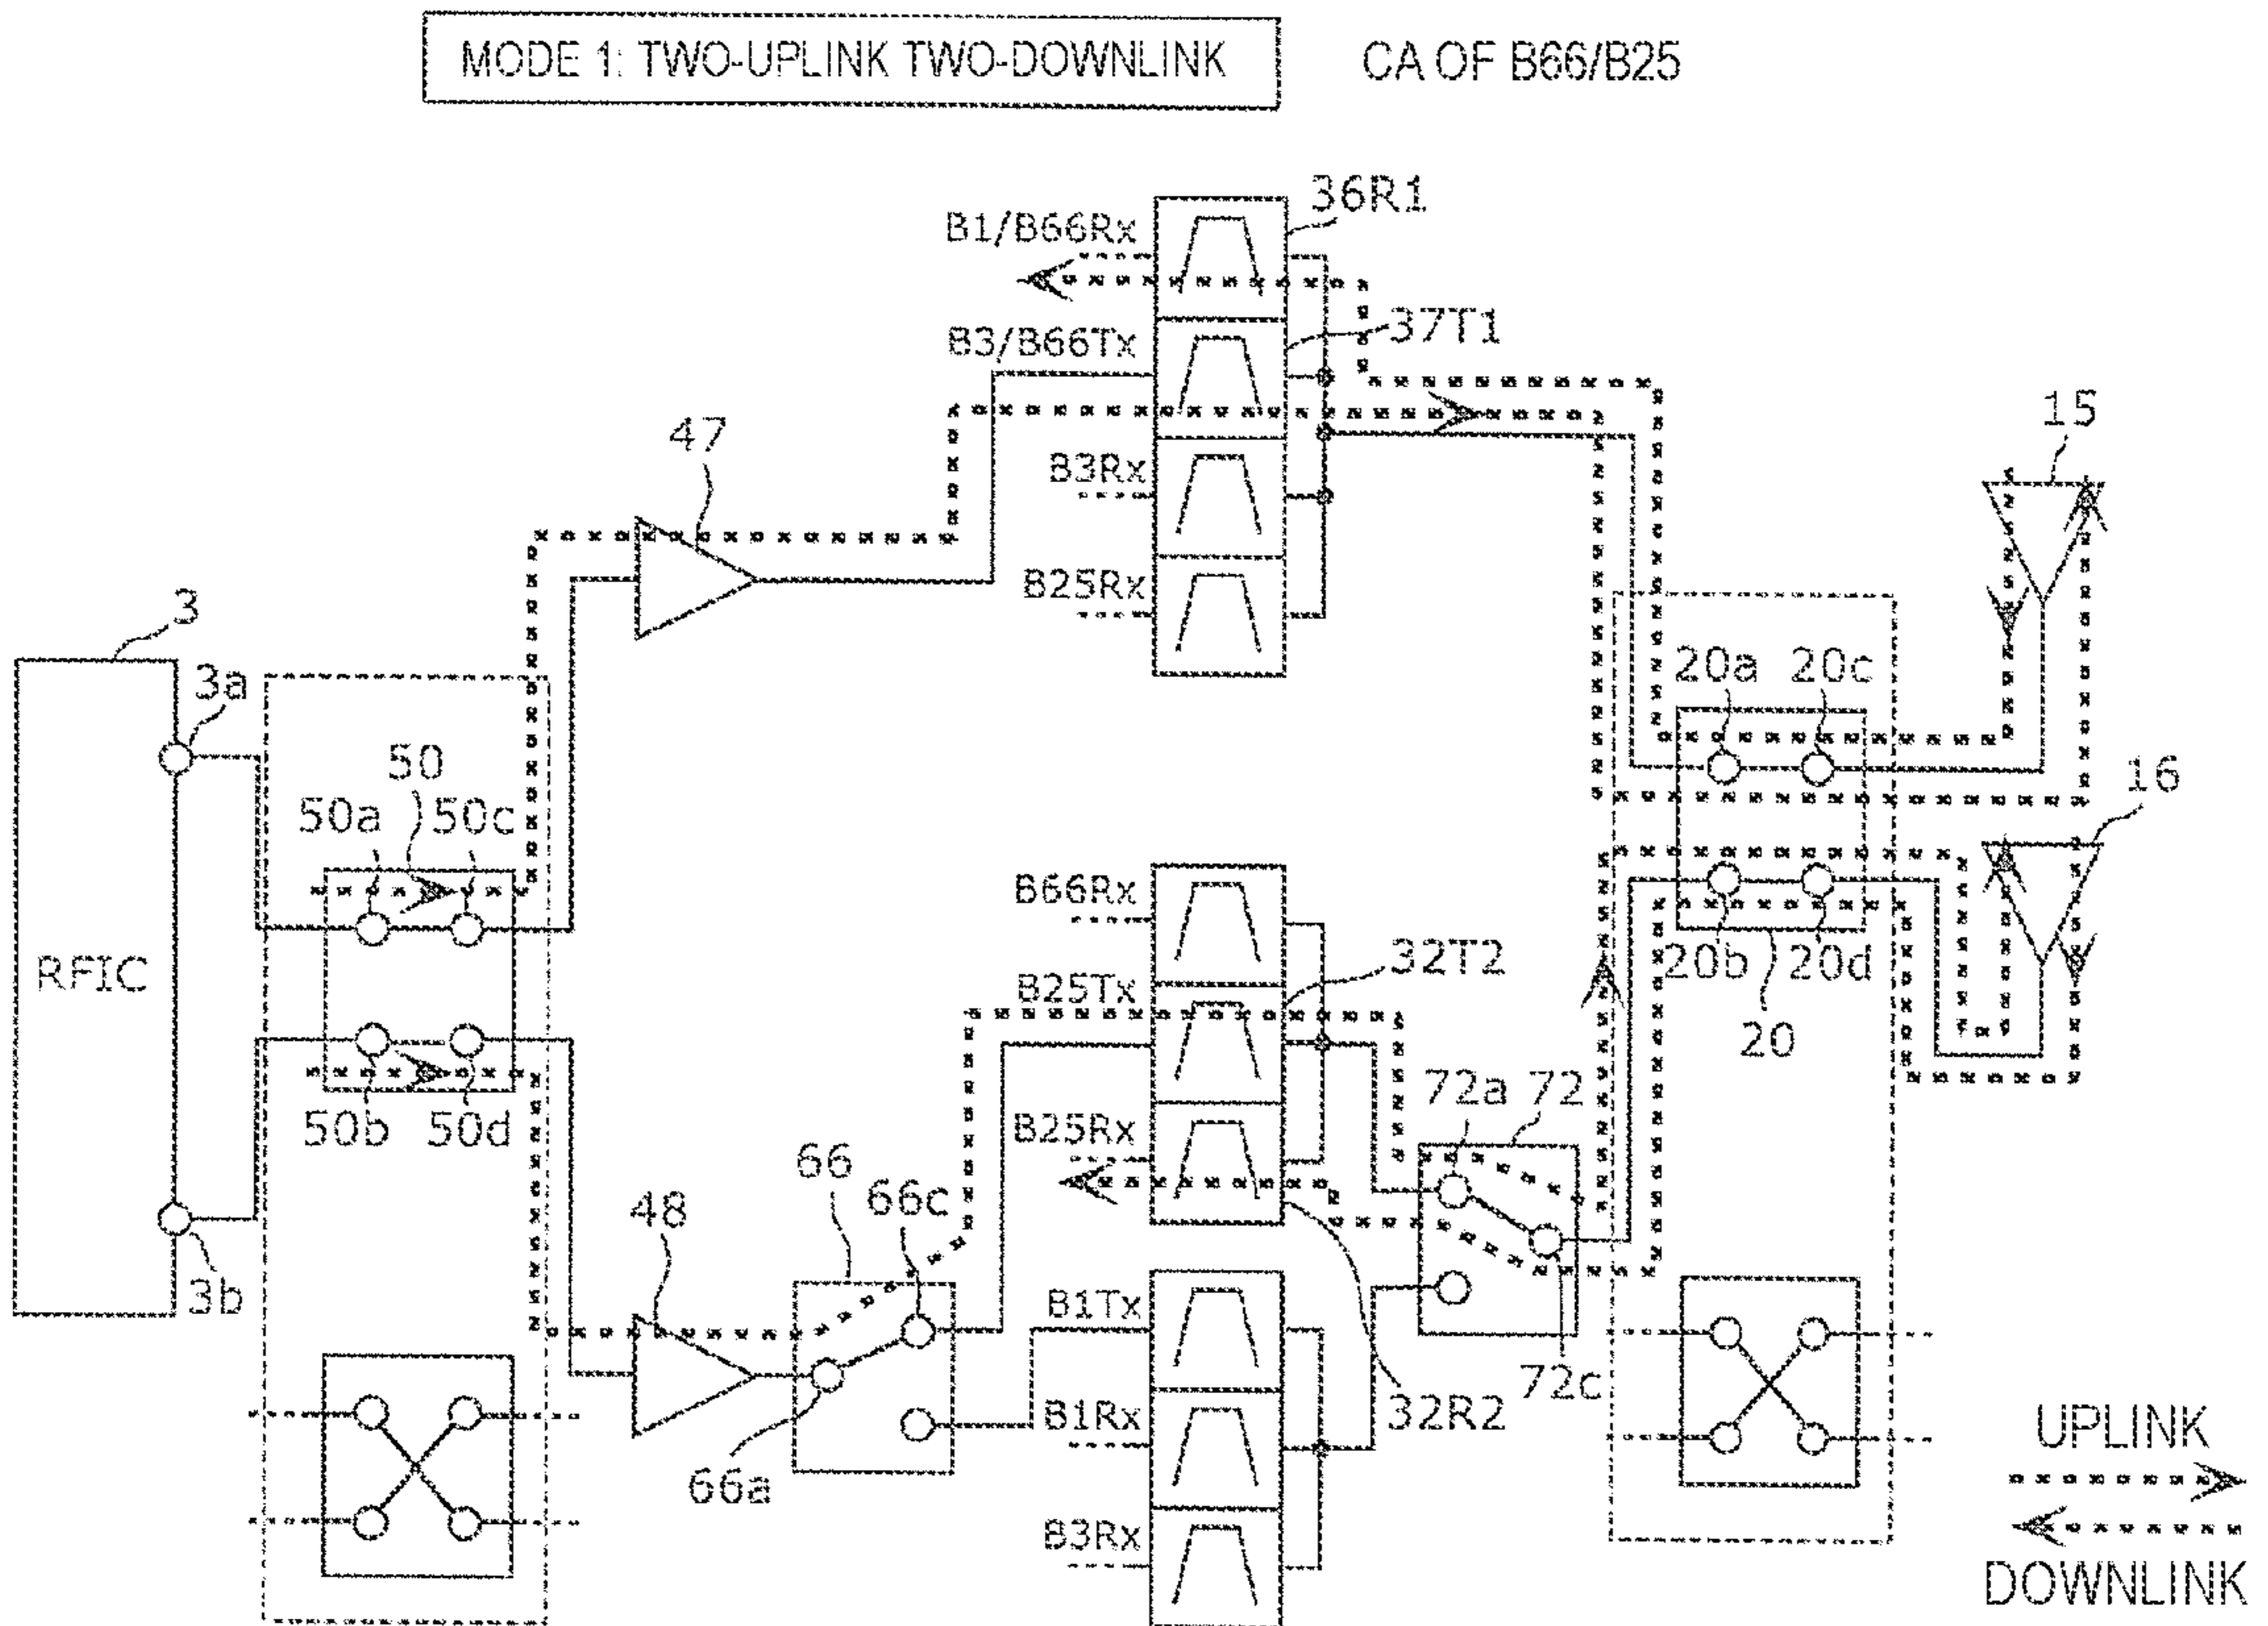 MODE 1: TWO-UPLINK TWO-DOWNLINK
CA OF B66/B25
36R1
B1/B66Rx
37T1
B3/B66Tx
15
47
B3Rx
B25Rx
3
3a
20a 20c
50
16
50a 50c
B66Rx
32T2
20b 20d
RFIC
B25Tx
20
72a 72
50b 50d
B25Rx
66
66c
48
3b
B1Tx
72c
32R2
B1Rx
UPLINK
66a
B3Rx
DOWNLINK